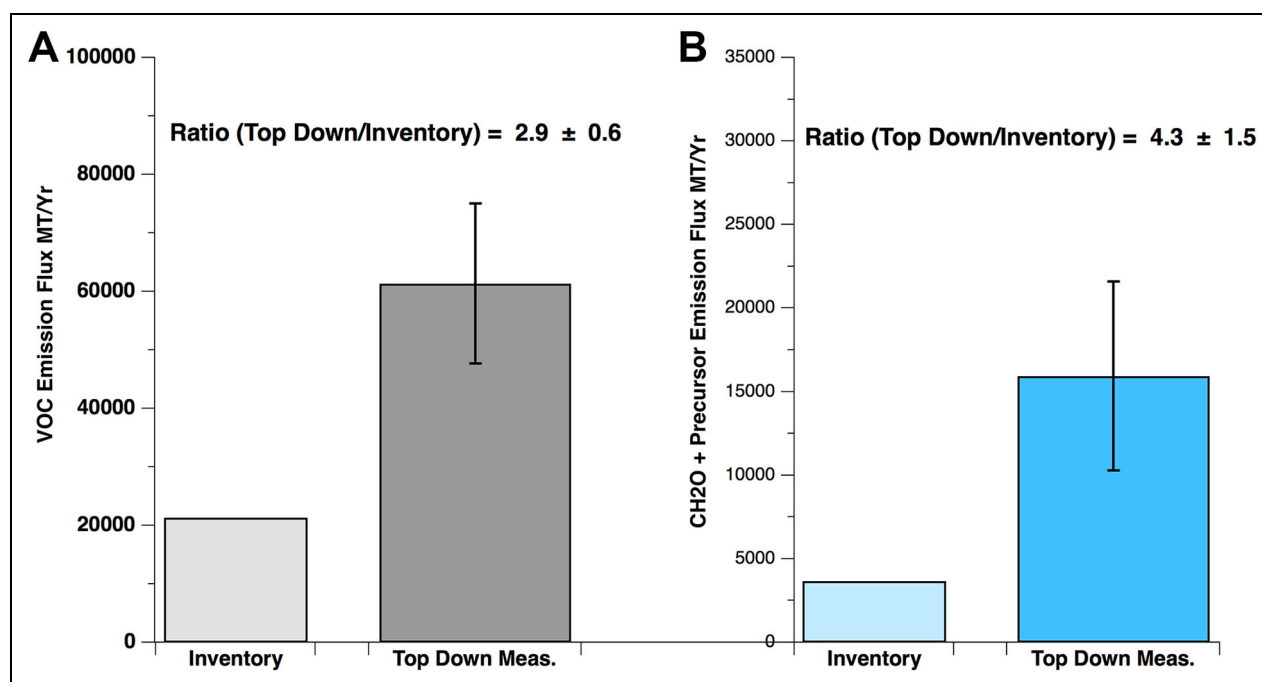 A
VOC Emission Flux MT/Yr
100000
80000
60000
40000
20000
0
Ratio (Top Down/Inventory) = 2.9 ± 0.6
Inventory
Top Down Meas.
B
CH2O + Precursor Emission Flux MT/Yr
35000
30000
25000
20000
15000
10000
5000
0
Ratio (Top Down/Inventory) = 4.3 ± 1.5
Inventory
Top Down Meas.